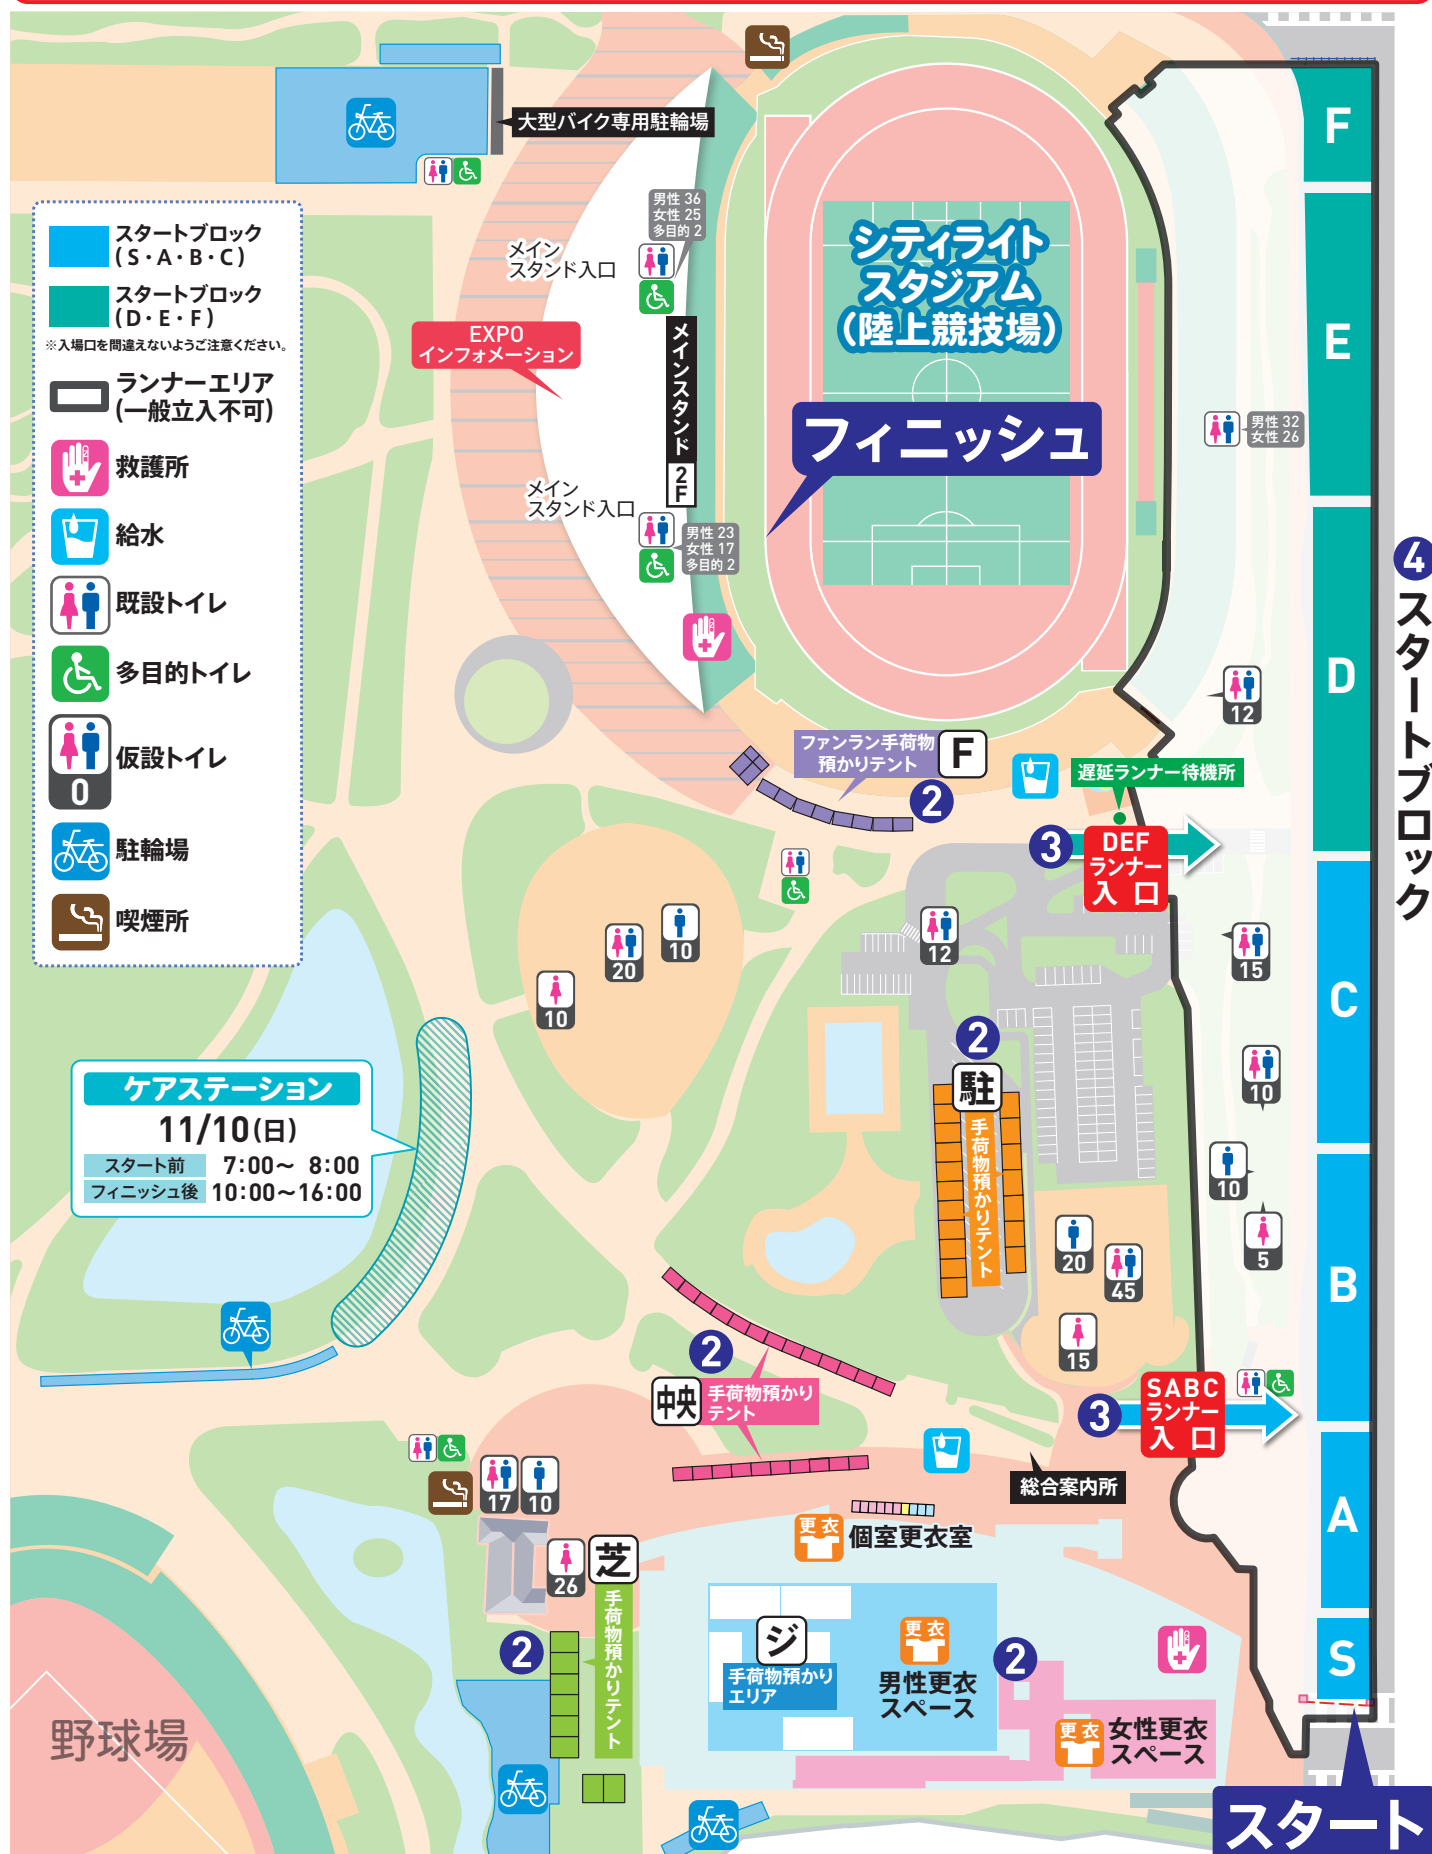 大型バイク専用駐輪場
スタートブロック
(S・A・B・C)
スタートブロック
(D・E・F)
※入場口を間違えないようご注意ください。
ランナーエリア
(一般立入不可)
救護所
給水
既設トイレ
多目的トイレ
0
仮設トイレ
駐輪場
喫煙所
男性 36
女性 25
多目的 2
メイン
スタンド入口
EXPO
インフォメーション
メインスタンド
2F
メイン
スタンド入口
男性 23
女性 17
多目的 2
シティライト
スタジアム
(陸上競技場)
フィニッシュ
男性 32
女性 26
F
E
D
C
B
A
S
4
スタートブロック
12
ファンラン手荷物
預かりテント
F
2
遅延ランナー待機所
3
DEF
ランナー
入口
12
15
10
20
10
10
10
5
ケアステーション
11/10(日)
スタート前 7:00～ 8:00
フィニッシュ後 10:00～16:00
2
駐
手荷物預かりテント
20
45
15
2
中央
手荷物預かり
テント
3
SABC
ランナー
入口
総合案内所
17
10
26
芝
2
手荷物預かりテント
更衣
個室更衣室
ジ
手荷物預かり
エリア
更衣
男性更衣
スペース
2
更衣
女性更衣
スペース
野球場
スタート